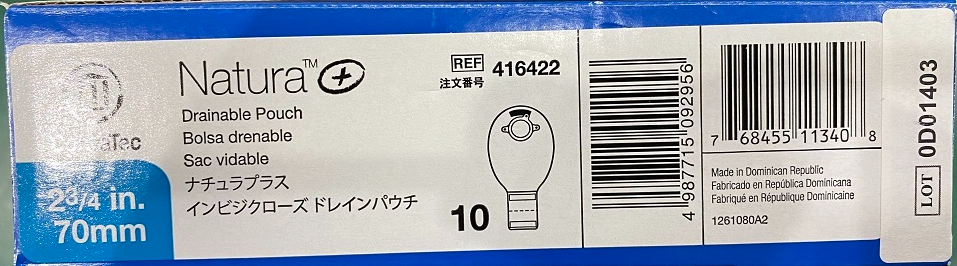 2 3/4 in.
70mm
Natura™+
Drainable Pouch
Bolsa drenable
Sac vidable
ナチュラプラス
インビジクローズ ドレインパウチ
REF 416422
注文番号
10
4 987715 092956
7 68455 11340 8
Made in Dominican Republic
Fabricado en República Dominicana
Fabriqué en République Dominicaine
1261080A2
LOT 0D01403